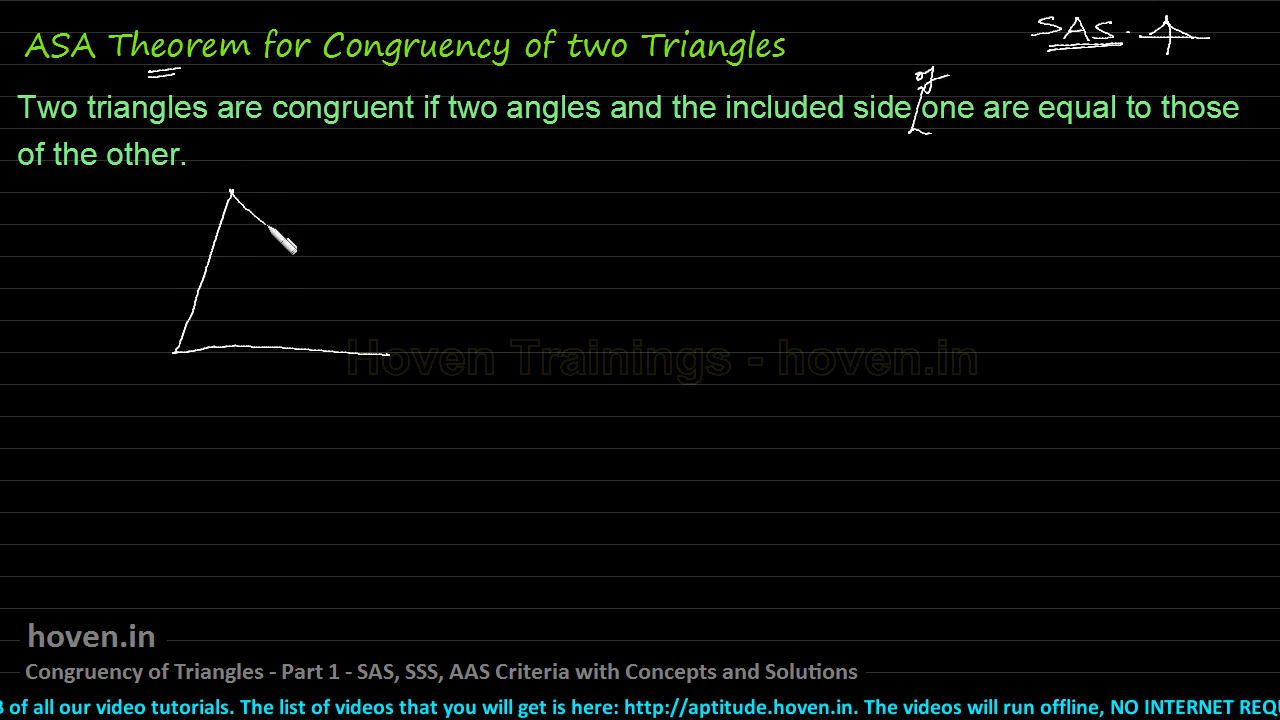 ASA Theorem for Congruency of two Triangles
SAS.
of
Two triangles are congruent if two angles and the included side one are equal to those
of the other.
Hoven Trainings - hoven.in
hoven.in
Congruency of Triangles - Part 1 - SAS, SSS, AAS Criteria with Concepts and Solutions
of all our video tutorials. The list of videos that you will get is here: http://aptitude.hoven.in. The videos will run offline, NO INTERNET REQU